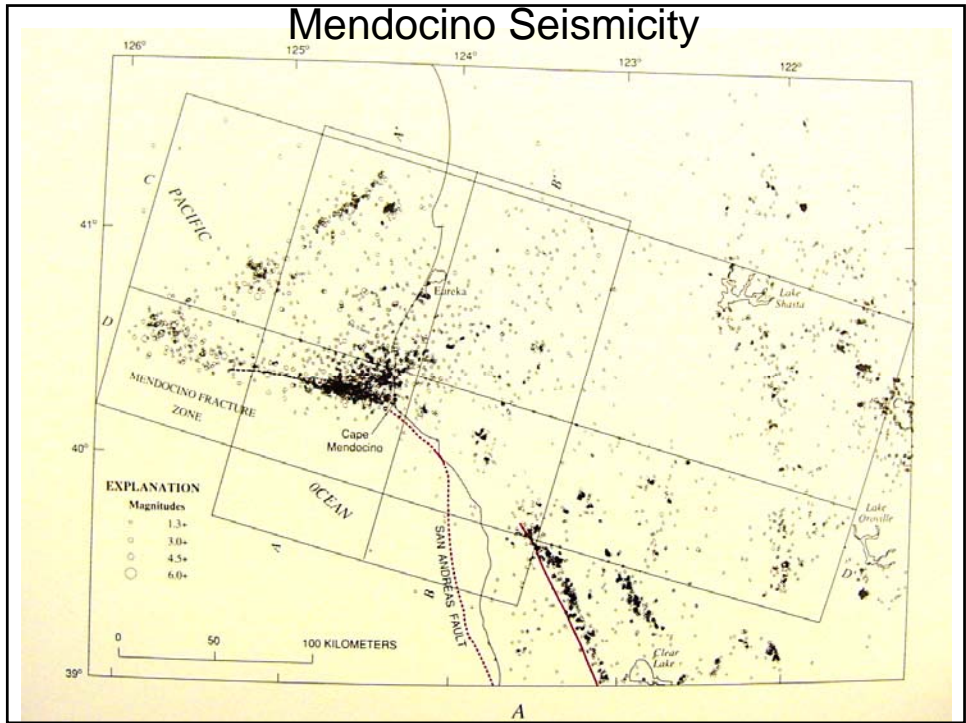 Mendocino Seismicity
126°
125°
124°
123°
122°
A'
B'
C
PACIFIC
41°
Eureka
Lake
Shasta
D
MENDOCINO FRACTURE
ZONE
C'
Cape
Mendocino
40°
OCEAN
EXPLANATION
Magnitudes
1.3+
3.0+
4.5+
6.0+
Lake
Oroville
A
SAN ANDREAS FAULT
B
D'
0
50
100 KILOMETERS
Clear
Lake
39°
A